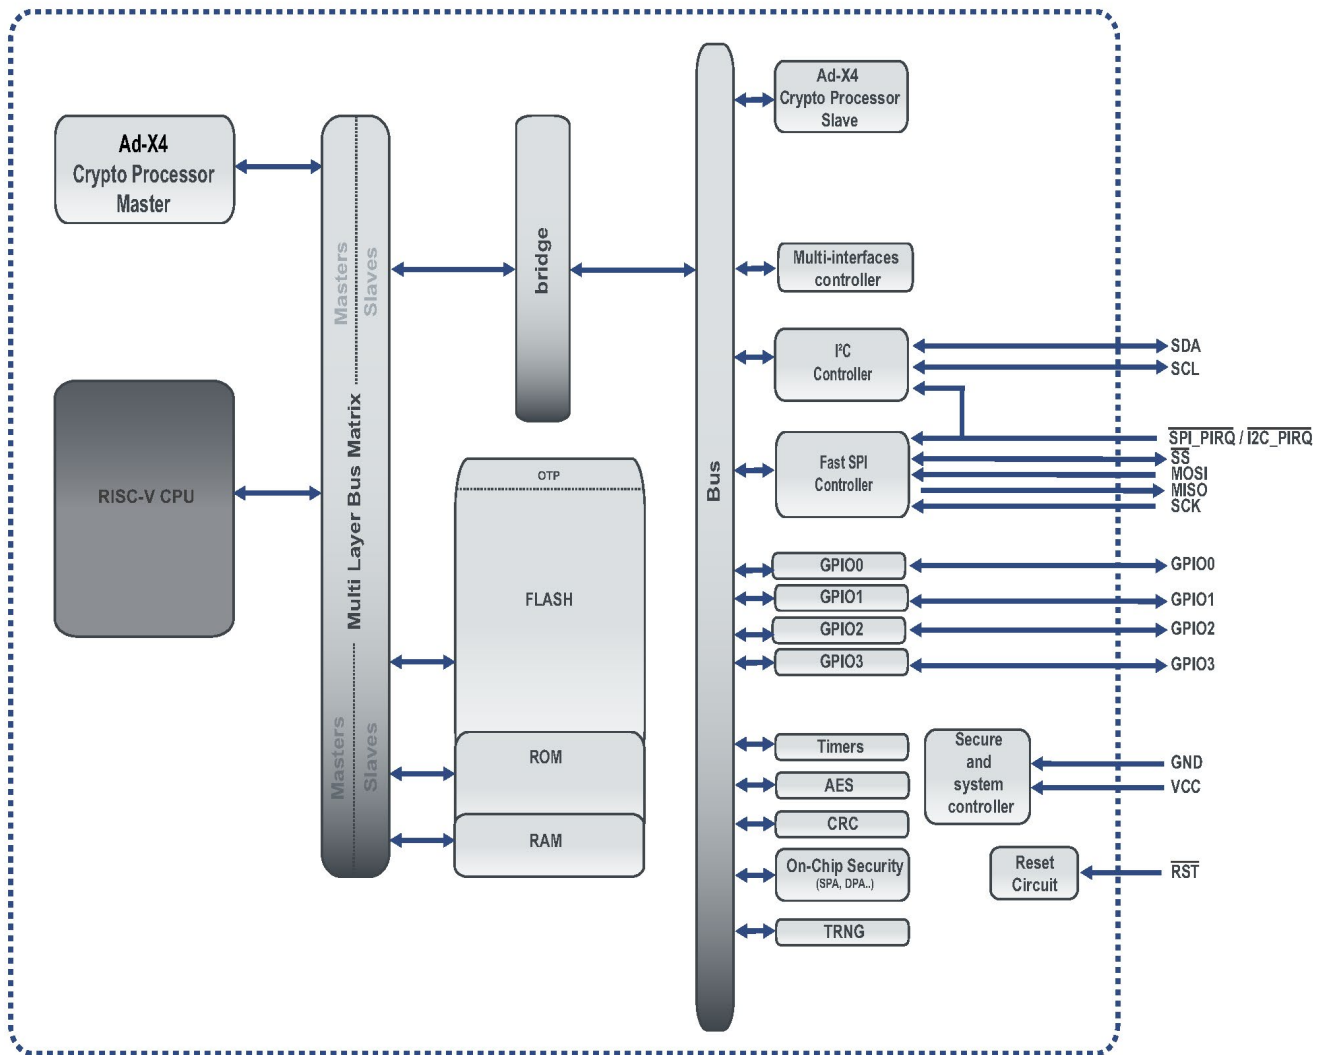 Ad-X4
Crypto Processor
Master
RISC-V CPU
Masters
Slaves
Multi Layer Bus Matrix
Masters
Slaves
bridge
OTP
FLASH
ROM
RAM
Bus
Ad-X4
Crypto Processor
Slave
Multi-interfaces
controller
I²C
Controller
Fast SPI
Controller
GPIO0
GPIO1
GPIO2
GPIO3
Timers
AES
CRC
On-Chip Security
(SPA, DPA..)
TRNG
Secure
and
system
controller
Reset
Circuit
SDA
SCL
SPI_PIRQ / I2C_PIRQ
SS
MOSI
MISO
SCK
GPIO0
GPIO1
GPIO2
GPIO3
GND
VCC
RST